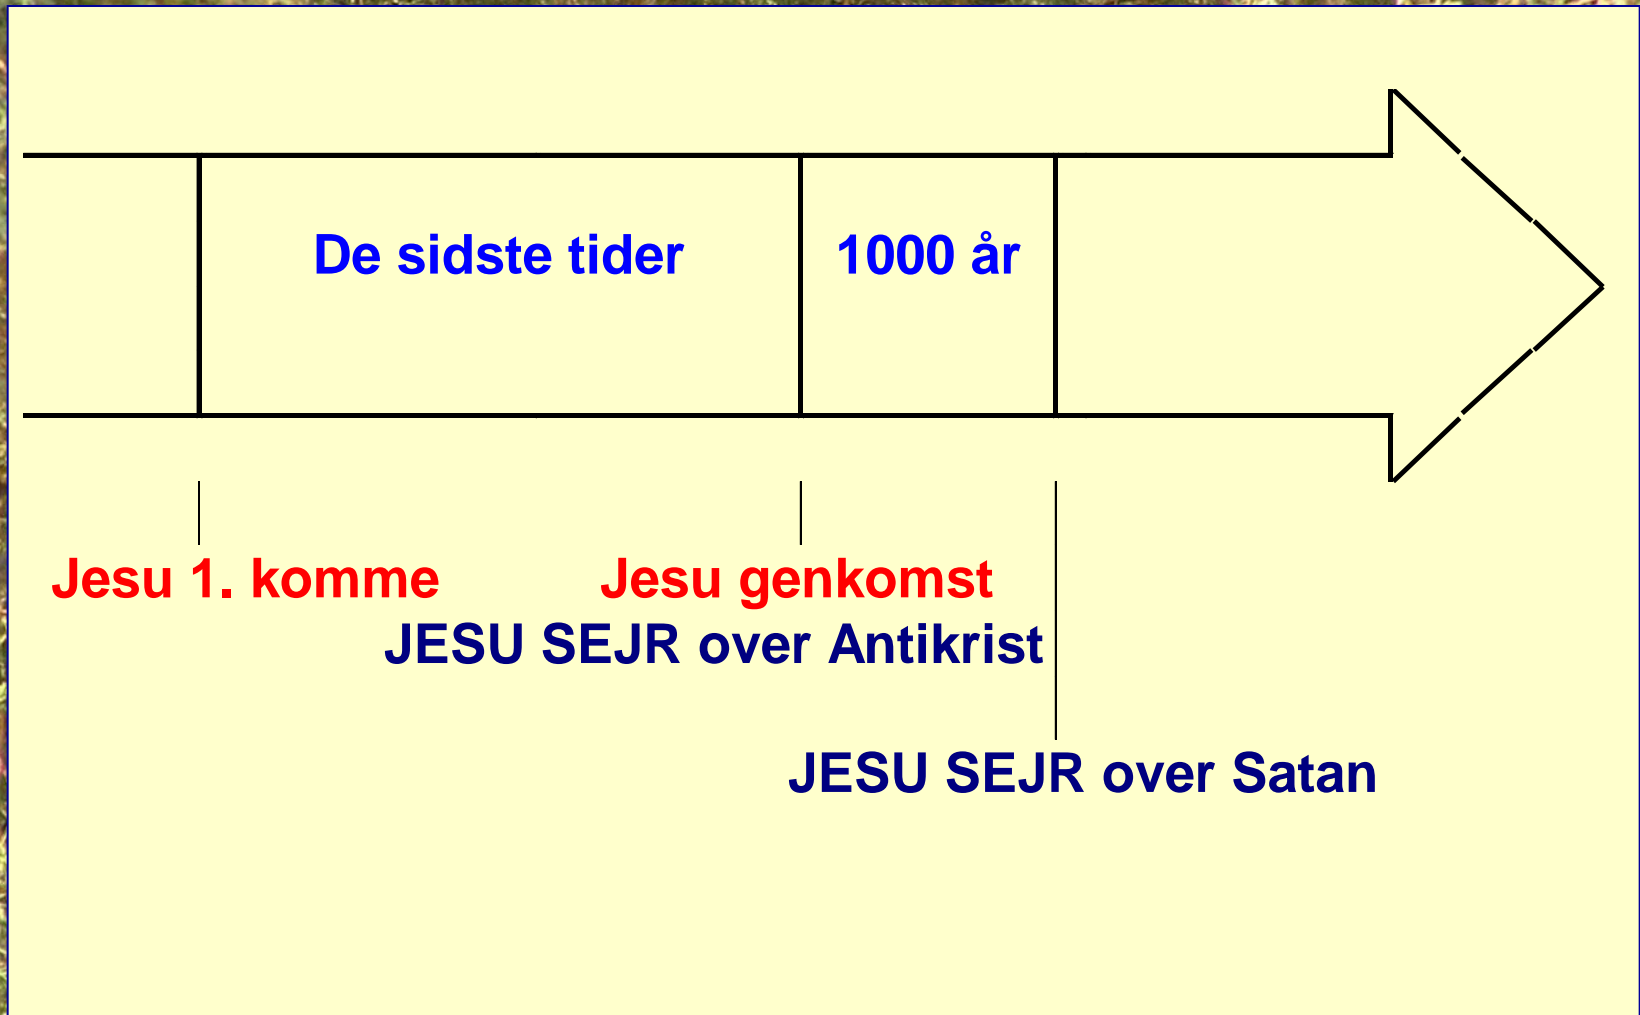 De sidste tider
1000 år
Jesu 1. komme
Jesu genkomst
JESU SEJR over Antikrist
JESU SEJR over Satan